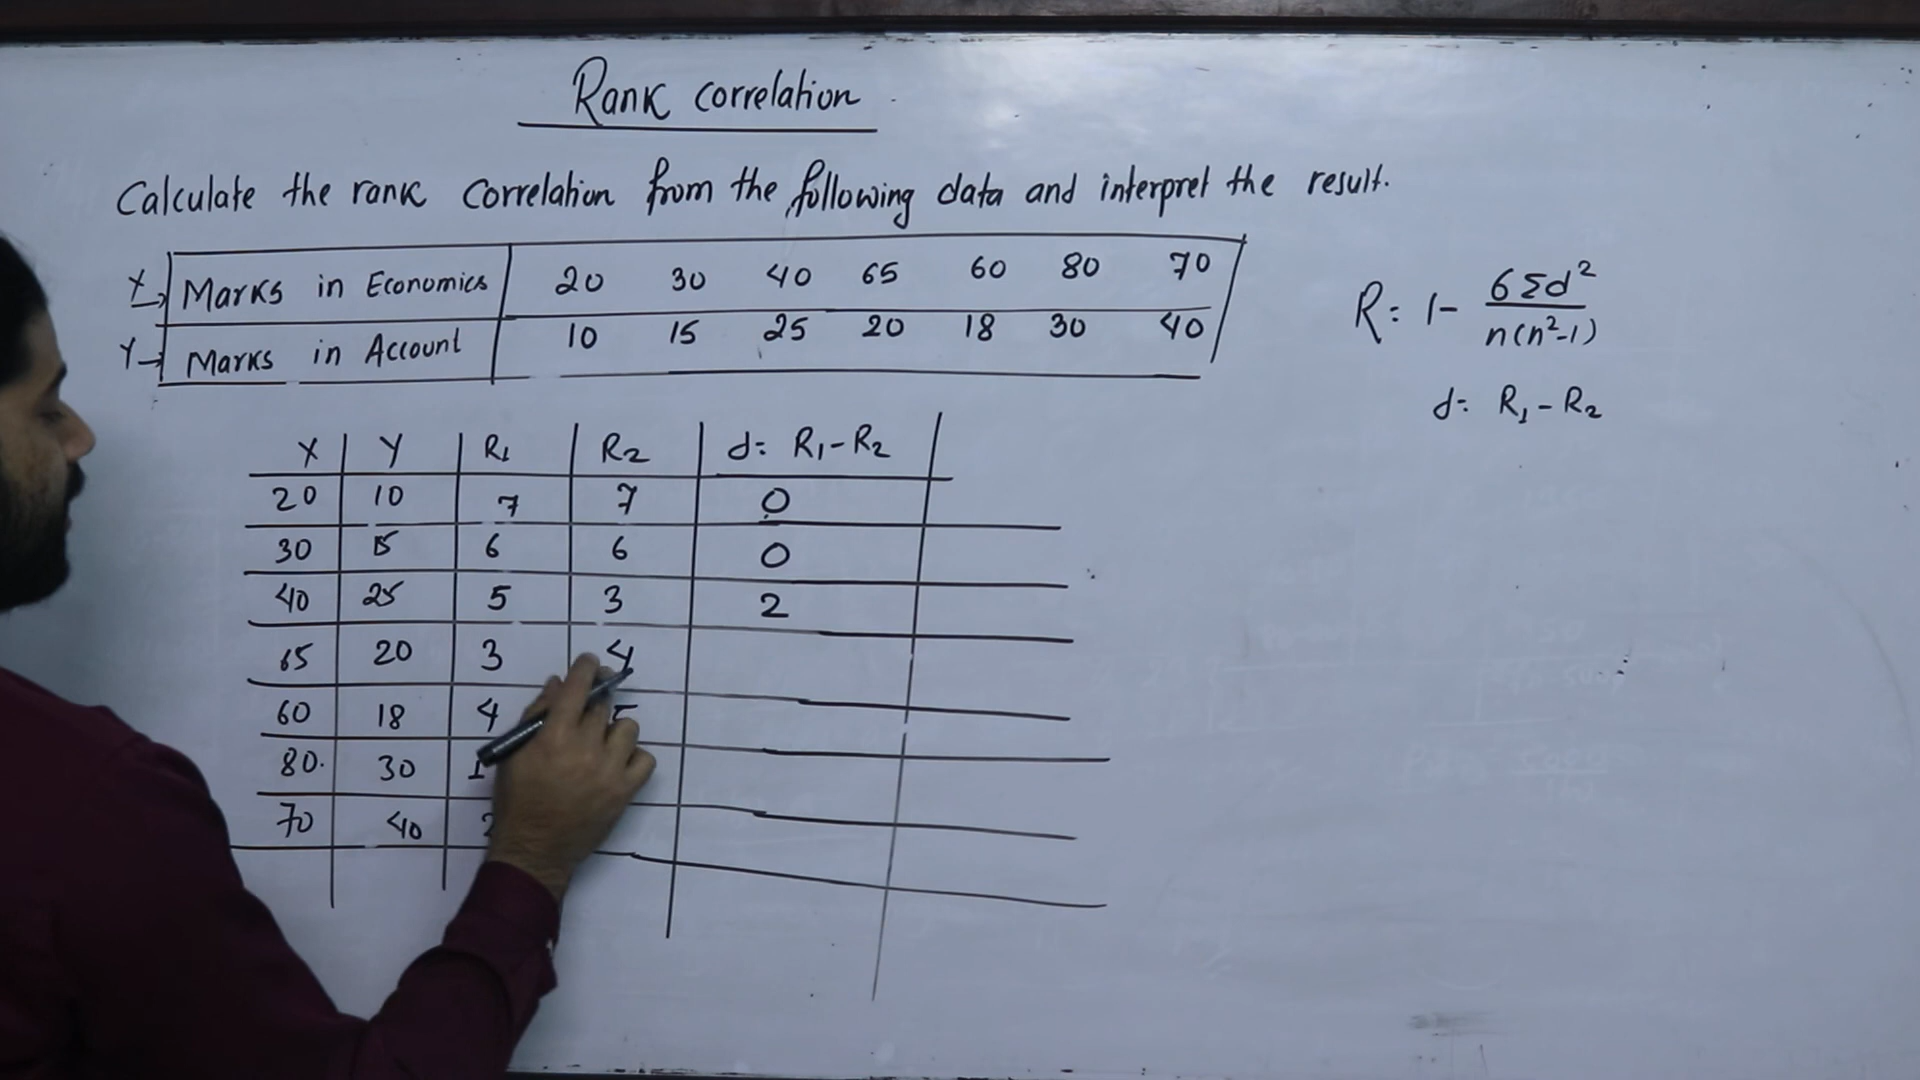 Rank correlation
Calculate the rank correlation from the following data and interpret the result.
X → Marks in Economics 20 30 40 65 60 80 70
Y → Marks in Account 10 15 25 20 18 30 40
R = 1 - 6Σd² / n(n²-1)
d = R₁ - R₂
X Y R₁ R₂ d = R₁ - R₂
20 10 7 7 0
30 15 6 6 0
40 25 5 3 2
65 20 3 4
60 18 4 5
80. 30 1
70 40 2